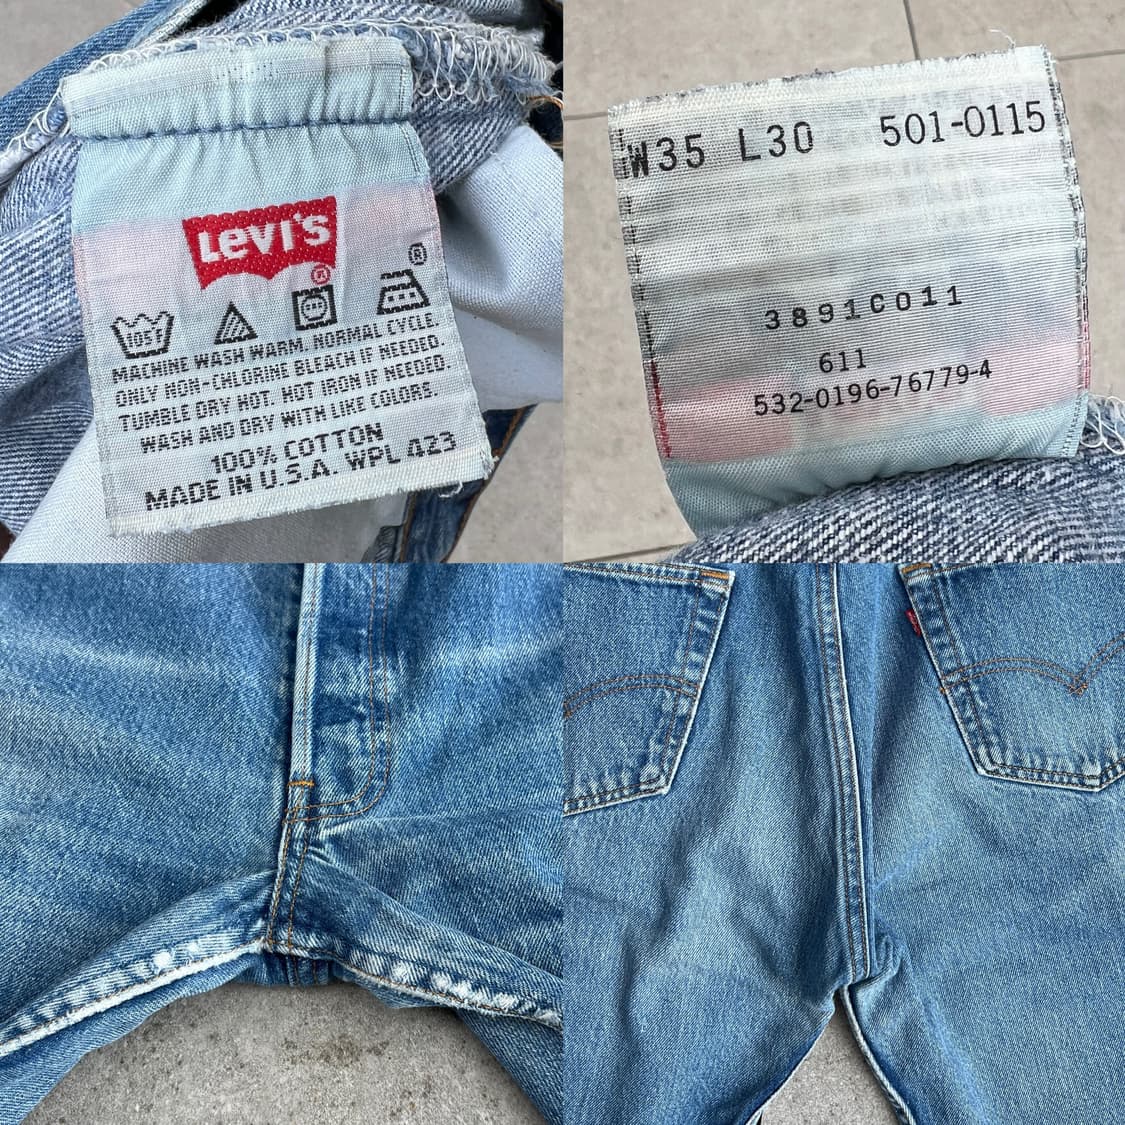 LEVI'S
®
®
105F
MACHINE WASH WARM. NORMAL CYCLE.
ONLY NON-CHLORINE BLEACH IF NEEDED.
TUMBLE DRY HOT. HOT IRON IF NEEDED.
WASH AND DRY WITH LIKE COLORS.
100% COTTON
MADE IN U.S.A. WPL 423
W35 L30 501-0115
3891C011
611
532-0196-76779-4